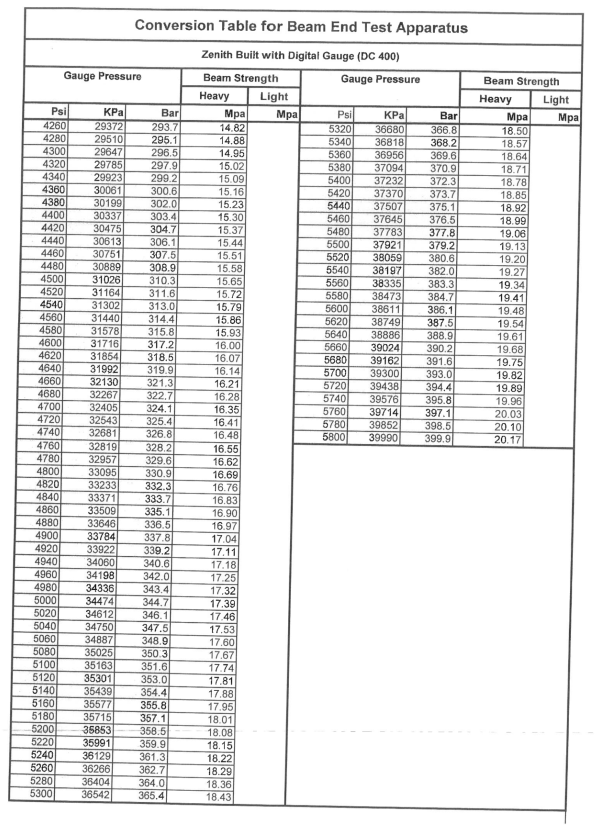 Conversion Table for Beam End Test Apparatus
Zenith Built with Digital Gauge (DC 400)
Gauge Pressure Beam Strength Gauge Pressure Beam Strength
Heavy Light Heavy Light
Psi KPa Bar Mpa Mpa Psi KPa Bar Mpa Mpa
4260 29372 293.7 14.82 5320 36680 366.8 18.50
4280 29510 295.1 14.88 5340 36818 368.2 18.57
4300 29647 296.5 14.95 5360 36956 369.6 18.64
4320 29785 297.9 15.02 5380 37094 370.9 18.71
4340 29923 299.2 15.09 5400 37232 372.3 18.78
4360 30061 300.6 15.16 5420 37370 373.7 18.85
4380 30199 302.0 15.23 5440 37507 375.1 18.92
4400 30337 303.4 15.30 5460 37645 376.5 18.99
4420 30475 304.7 15.37 5480 37783 377.8 19.06
4440 30613 306.1 15.44 5500 37921 379.2 19.13
4460 30751 307.5 15.51 5520 38059 380.6 19.20
4480 30889 308.9 15.58 5540 38197 382.0 19.27
4500 31026 310.3 15.65 5560 38335 383.3 19.34
4520 31164 311.6 15.72 5580 38473 384.7 19.41
4540 31302 313.0 15.79 5600 38611 386.1 19.48
4560 31440 314.4 15.86 5620 38749 387.5 19.54
4580 31578 315.8 15.93 5640 38886 388.9 19.61
4600 31716 317.2 16.00 5660 39024 390.2 19.68
4620 31854 318.5 16.07 5680 39162 391.6 19.75
4640 31992 319.9 16.14 5700 39300 393.0 19.82
4660 32130 321.3 16.21 5720 39438 394.4 19.89
4680 32267 322.7 16.28 5740 39576 395.8 19.96
4700 32405 324.1 16.35 5760 39714 397.1 20.03
4720 32543 325.4 16.41 5780 39852 398.5 20.10
4740 32681 326.8 16.48 5800 39990 399.9 20.17
4760 32819 328.2 16.55
4780 32957 329.6 16.62
4800 33095 330.9 16.69
4820 33233 332.3 16.76
4840 33371 333.7 16.83
4860 33509 335.1 16.90
4880 33646 336.5 16.97
4900 33784 337.8 17.04
4920 33922 339.2 17.11
4940 34060 340.6 17.18
4960 34198 342.0 17.25
4980 34336 343.4 17.32
5000 34474 344.7 17.39
5020 34612 346.1 17.46
5040 34750 347.5 17.53
5060 34887 348.9 17.60
5080 35025 350.3 17.67
5100 35163 351.6 17.74
5120 35301 353.0 17.81
5140 35439 354.4 17.88
5160 35577 355.8 17.95
5180 35715 357.1 18.01
5200 35853 358.5 18.08
5220 35991 359.9 18.15
5240 36129 361.3 18.22
5260 36266 362.7 18.29
5280 36404 364.0 18.36
5300 36542 365.4 18.43